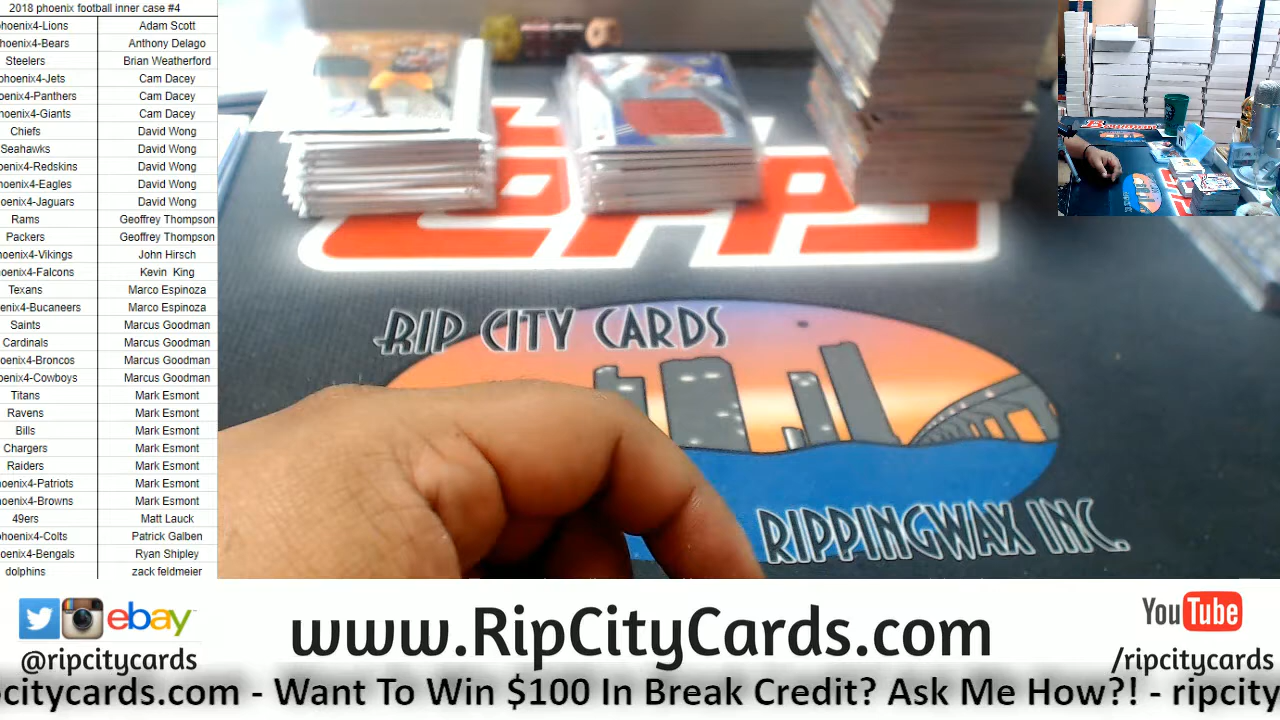 2018 phoenix football inner case #4
phoenix4-Lions Adam Scott
hoenix4-Bears Anthony Delago
Steelers Brian Weatherford
phoenix4-Jets Cam Dacey
oenix4-Panthers Cam Dacey
hoenix4-Giants Cam Dacey
Chiefs David Wong
Seahawks David Wong
oenix4-Redskins David Wong
hoenix4-Eagles David Wong
oenix4-Jaguars David Wong
Rams Geoffrey Thompson
Packers Geoffrey Thompson
hoenix4-Vikings John Hirsch
oenix4-Falcons Kevin King
Texans Marco Espinoza
enix4-Bucaneers Marco Espinoza
Saints Marcus Goodman
Cardinals Marcus Goodman
oenix4-Broncos Marcus Goodman
oenix4-Cowboys Marcus Goodman
Titans Mark Esmont
Ravens Mark Esmont
Bills Mark Esmont
Chargers Mark Esmont
Raiders Mark Esmont
hoenix4-Patriots Mark Esmont
hoenix4-Browns Mark Esmont
49ers Matt Lauck
phoenix4-Colts Patrick Galben
oenix4-Bengals Ryan Shipley
dolphins zack feldmeier
RIP CITY CARDS
RIPPINGWAX INC.
ebay
@ripcitycards
www.RipCityCards.com
YouTube
/ripcitycards
ocitycards.com - Want To Win $100 In Break Credit? Ask Me How?! - ripcity